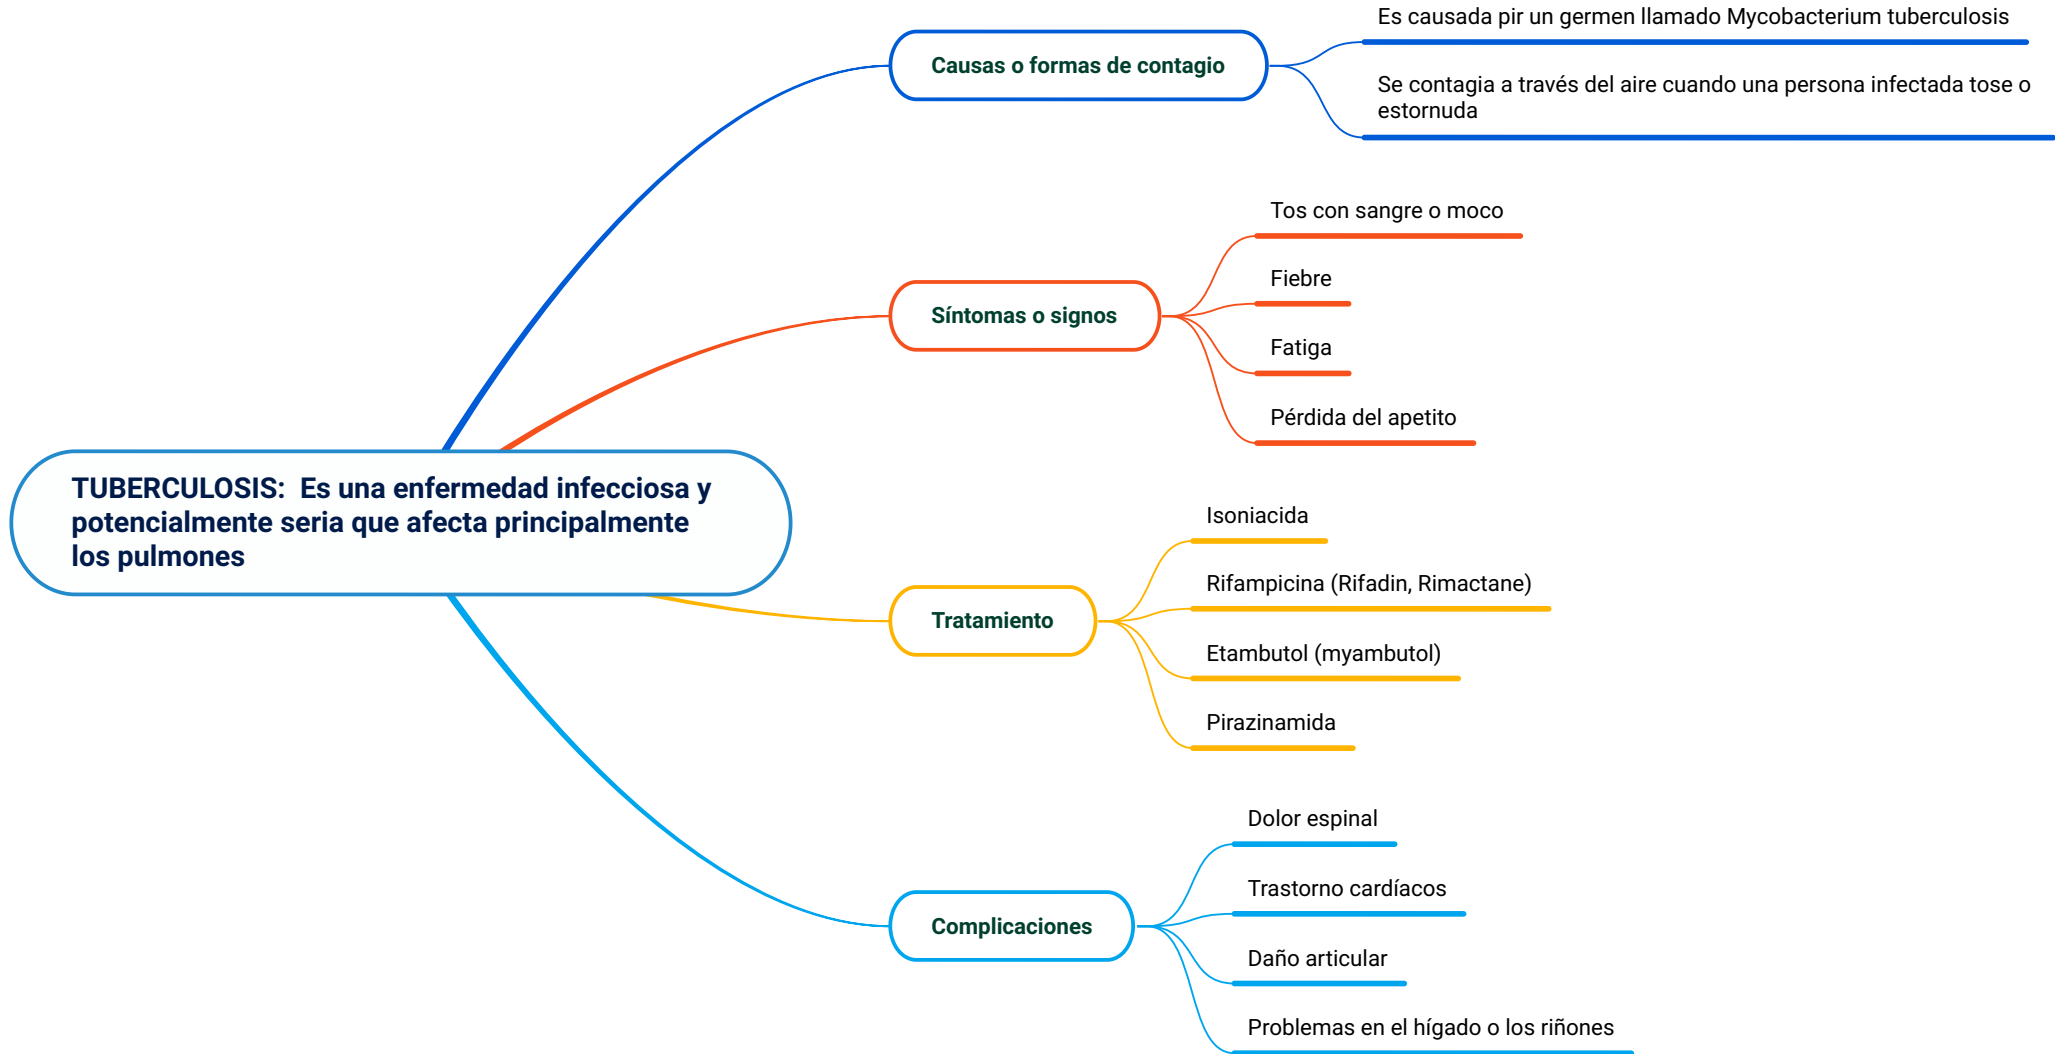 Es causada pir un germen llamado Mycobacterium tuberculosis
Causas o formas de contagio
Se contagia a través del aire cuando una persona infectada tose o
estornuda
Tos con sangre o moco
Fiebre
Síntomas o signos
Fatiga
Pérdida del apetito
TUBERCULOSIS: Es una enfermedad infecciosa y
potencialmente seria que afecta principalmente
los pulmones
Isoniacida
Rifampicina (Rifadin, Rimactane)
Tratamiento
Etambutol (myambutol)
Pirazinamida
Dolor espinal
Trastorno cardíacos
Complicaciones
Daño articular
Problemas en el hígado o los riñones